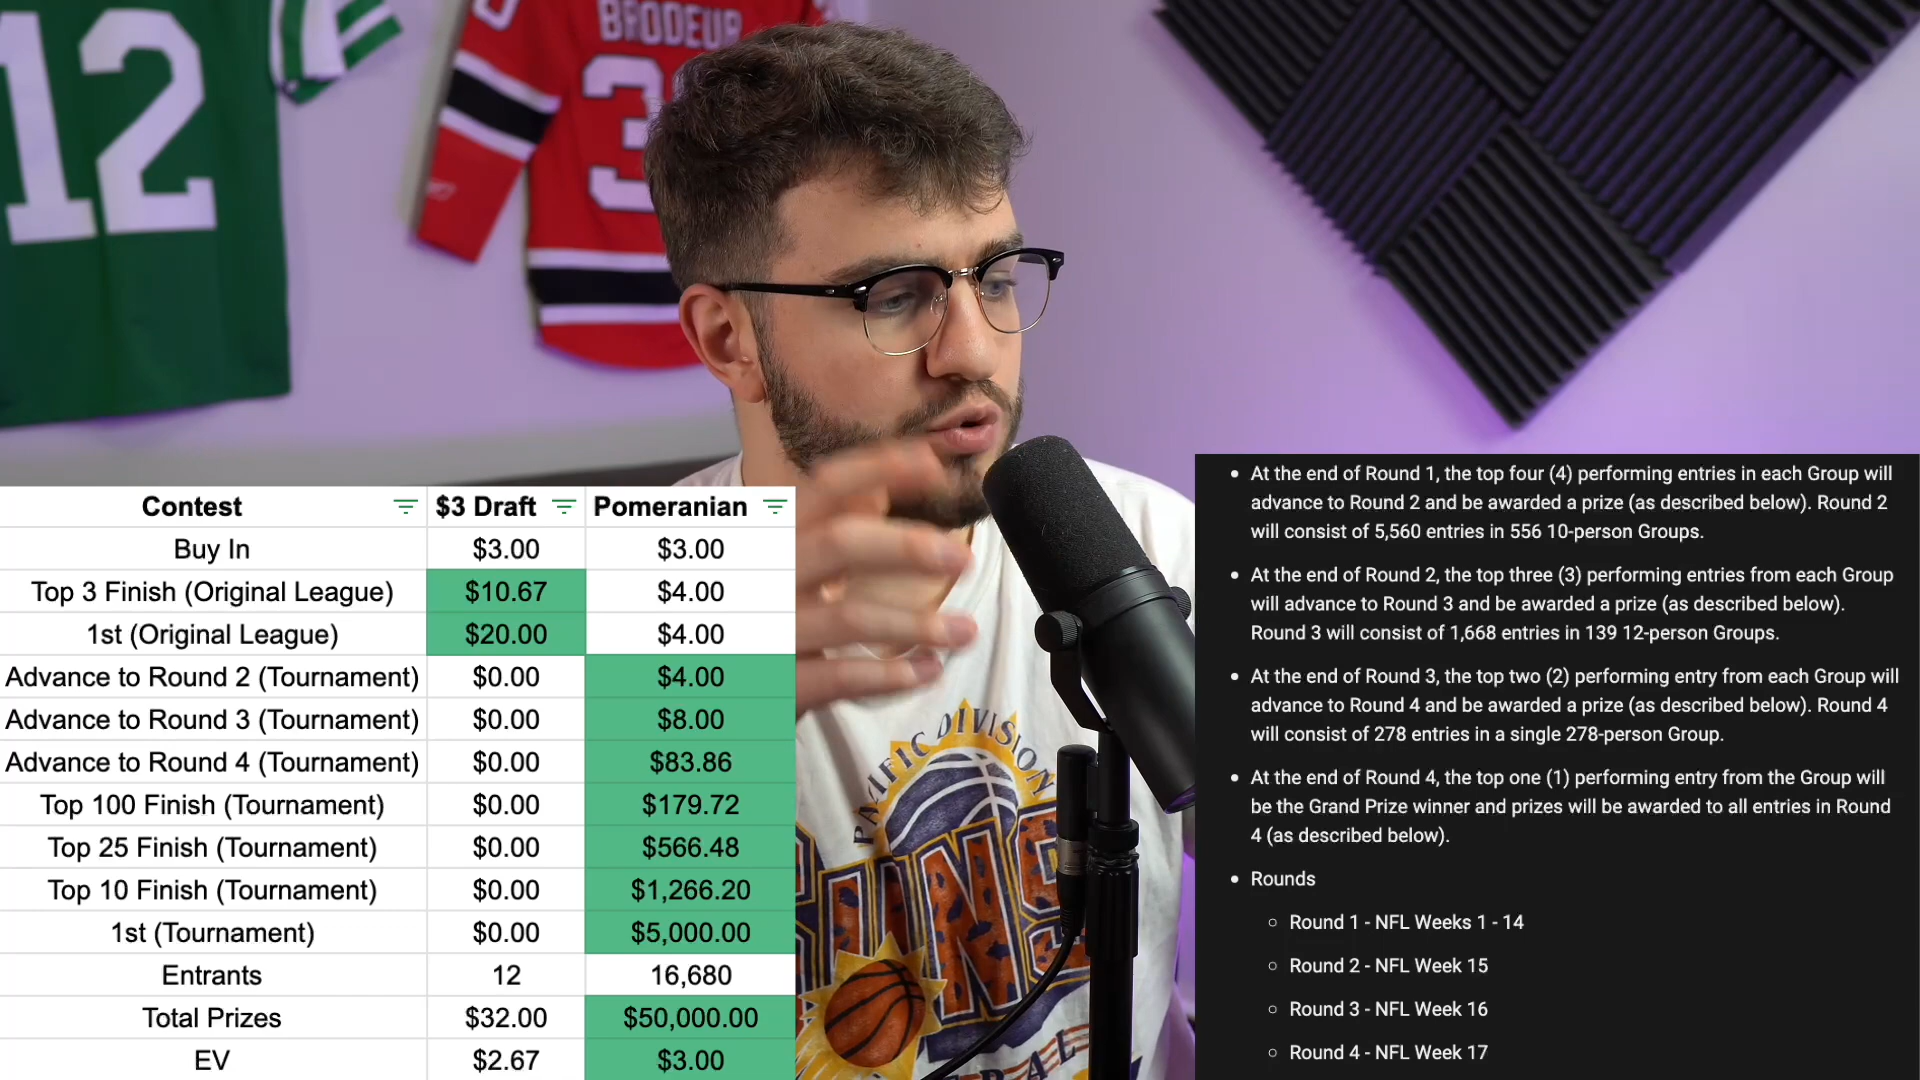 12
BRODEUR
3
Contest $3 Draft Pomeranian
Buy In $3.00 $3.00
Top 3 Finish (Original League) $10.67 $4.00
1st (Original League) $20.00 $4.00
Advance to Round 2 (Tournament) $0.00 $4.00
Advance to Round 3 (Tournament) $0.00 $8.00
Advance to Round 4 (Tournament) $0.00 $83.86
Top 100 Finish (Tournament) $0.00 $179.72
Top 25 Finish (Tournament) $0.00 $566.48
Top 10 Finish (Tournament) $0.00 $1,266.20
1st (Tournament) $0.00 $5,000.00
Entrants 12 16,680
Total Prizes $32.00 $50,000.00
EV $2.67 $3.00
PACIFIC DIVISION
SUNS
• At the end of Round 1, the top four (4) performing entries in each Group will
advance to Round 2 and be awarded a prize (as described below). Round 2
will consist of 5,560 entries in 556 10-person Groups.
• At the end of Round 2, the top three (3) performing entries from each Group
will advance to Round 3 and be awarded a prize (as described below).
Round 3 will consist of 1,668 entries in 139 12-person Groups.
• At the end of Round 3, the top two (2) performing entry from each Group will
advance to Round 4 and be awarded a prize (as described below). Round 4
will consist of 278 entries in a single 278-person Group.
• At the end of Round 4, the top one (1) performing entry from the Group will
be the Grand Prize winner and prizes will be awarded to all entries in Round
4 (as described below).
• Rounds
○ Round 1 - NFL Weeks 1 - 14
○ Round 2 - NFL Week 15
○ Round 3 - NFL Week 16
○ Round 4 - NFL Week 17